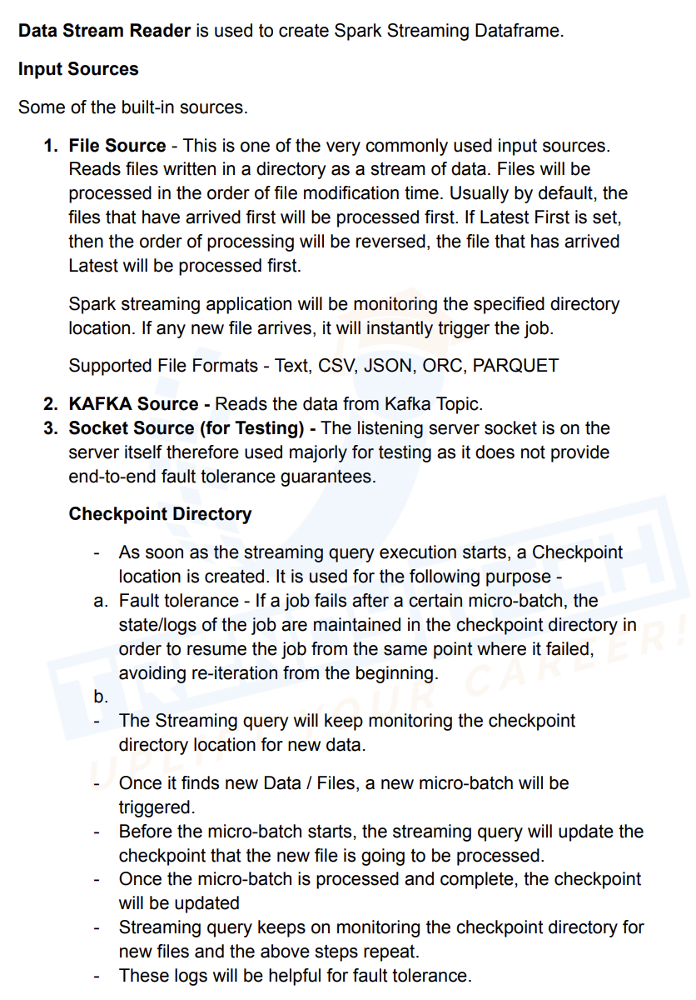 Data Stream Reader is used to create Spark Streaming Dataframe.
Input Sources
Some of the built-in sources.
1. File Source - This is one of the very commonly used input sources.
Reads files written in a directory as a stream of data. Files will be
processed in the order of file modification time. Usually by default, the
files that have arrived first will be processed first. If Latest First is set,
then the order of processing will be reversed, the file that has arrived
Latest will be processed first.
Spark streaming application will be monitoring the specified directory
location. If any new file arrives, it will instantly trigger the job.
Supported File Formats - Text, CSV, JSON, ORC, PARQUET
2. KAFKA Source - Reads the data from Kafka Topic.
3. Socket Source (for Testing) - The listening server socket is on the
server itself therefore used majorly for testing as it does not provide
end-to-end fault tolerance guarantees.
Checkpoint Directory
- As soon as the streaming query execution starts, a Checkpoint
location is created. It is used for the following purpose -
a. Fault tolerance - If a job fails after a certain micro-batch, the
state/logs of the job are maintained in the checkpoint directory in
order to resume the job from the same point where it failed,
avoiding re-iteration from the beginning.
b.
- The Streaming query will keep monitoring the checkpoint
directory location for new data.
- Once it finds new Data / Files, a new micro-batch will be
triggered.
- Before the micro-batch starts, the streaming query will update the
checkpoint that the new file is going to be processed.
- Once the micro-batch is processed and complete, the checkpoint
will be updated
- Streaming query keeps on monitoring the checkpoint directory for
new files and the above steps repeat.
- These logs will be helpful for fault tolerance.
TRENDYTECH
UPLIFT YOUR CAREER!